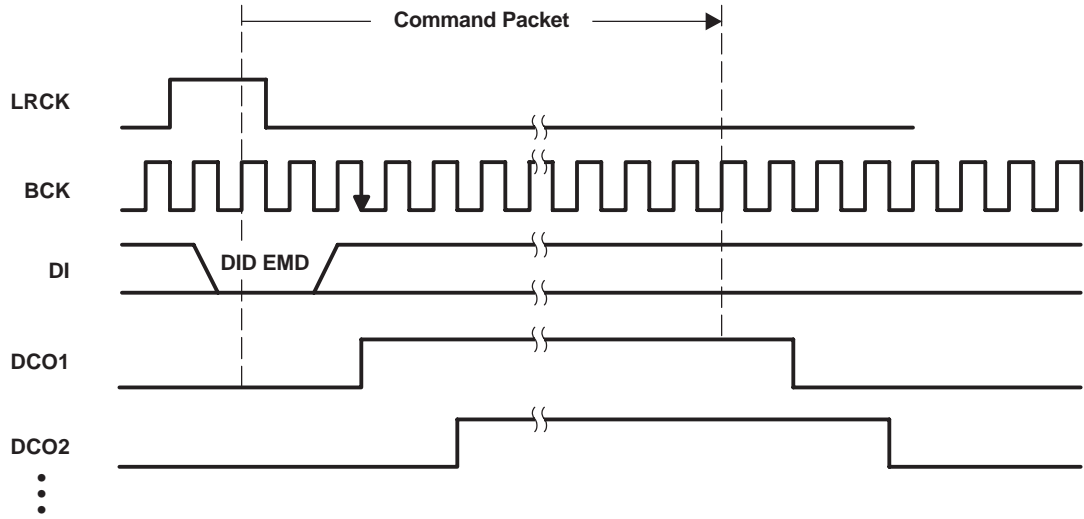 Command Packet
LRCK
BCK
DI
DID EMD
DCO1
DCO2